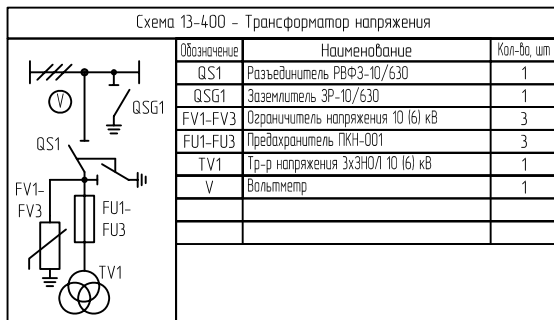 Схема 13-400 - Трансформатор напряжения
Обозначение Наименование Кол-во, шт
QS1 Разъединитель РВФЗ-10/630 1
QSG1 Заземлитель ЗР-10/630 1
FV1-FV3 Ограничитель напряжения 10 (6) кВ 3
FU1-FU3 Предохранитель ПКН-001 3
TV1 Тр-р напряжения 3хЗНОЛ 10 (6) кВ 1
V Вольтметр 1
V
QSG1
QS1
FV1-
FV3
FU1-
FU3
TV1